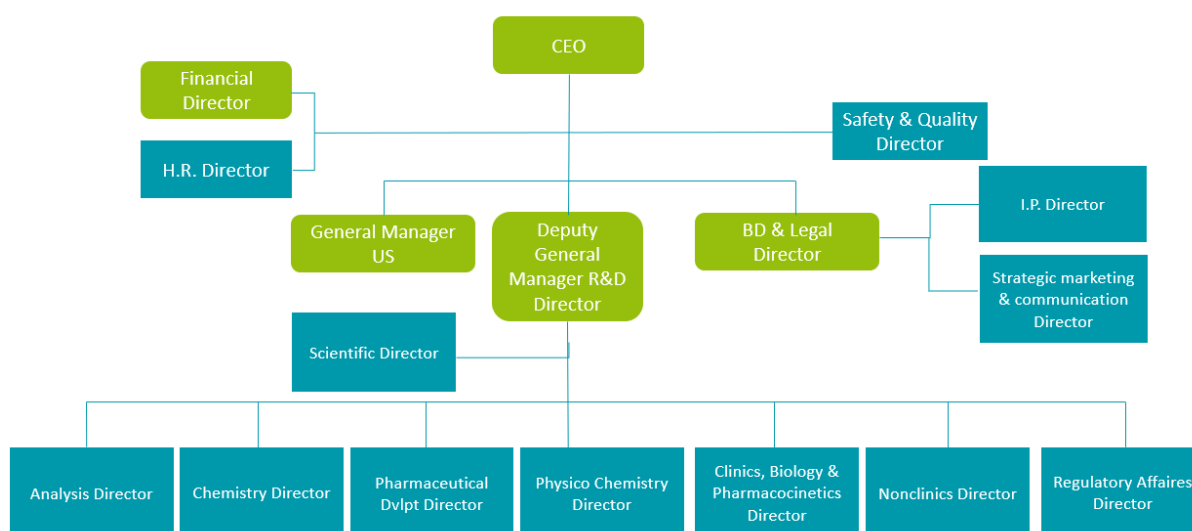 CEO
Financial
Director
Safety & Quality
Director
H.R. Director
I.P. Director
General Manager
US
Deputy
General
Manager R&D
Director
BD & Legal
Director
Strategic marketing
& communication
Director
Scientific Director
Analysis Director
Chemistry Director
Pharmaceutical
Dvlpt Director
Physico Chemistry
Director
Clinics, Biology &
Pharmacocinetics
Director
Nonclinics Director
Regulatory Affaires
Director